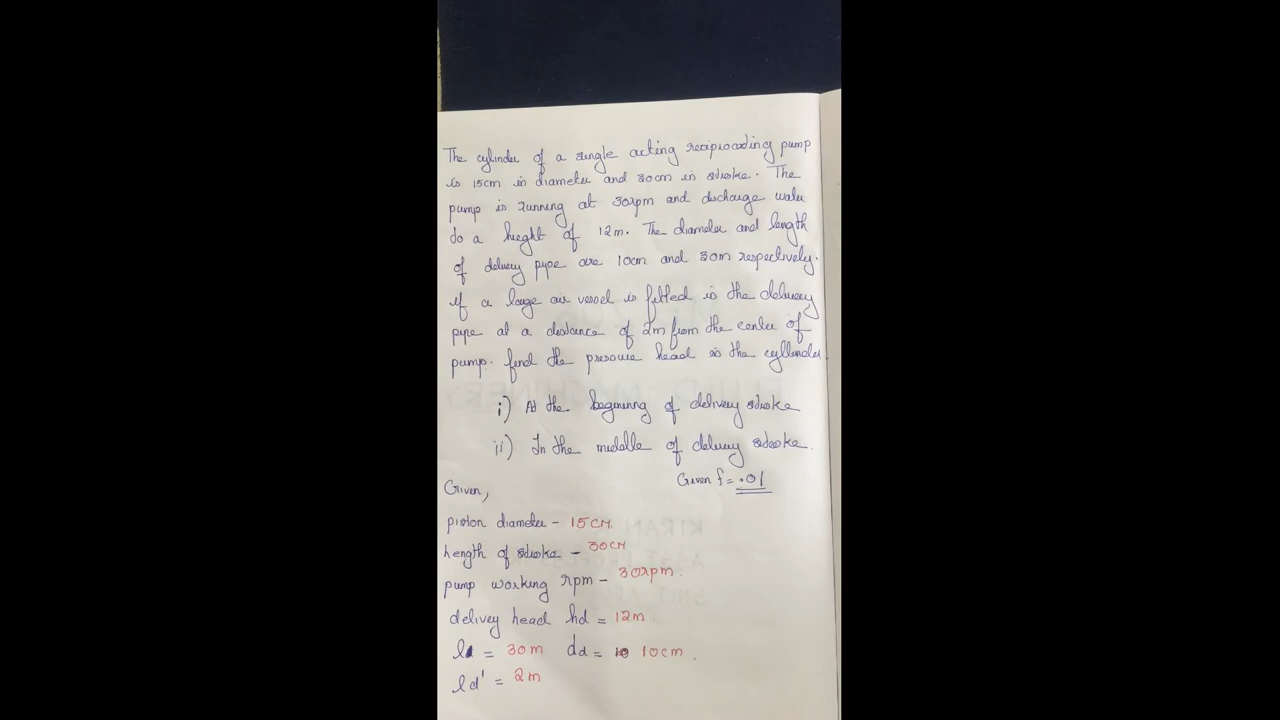 The cylinder of a single acting reciprocating pump
is 15cm in diameter and 30cm in stroke. The
pump is running at 30rpm and discharge water
to a hieght of 12m. The diameter and length
of delivery pype are 10cm and 30m respectively.
if a large air vessel is fitted in the delivery
pype at a distance of 2m from the center of
pump. find the pressure head in the cyllender.
i) At the beginning of delivery stroke
ii) In the middle of delivery stroke.
Given f = .01
Given,
piston diameter - 15CM.
length of stroke - 30CM
pump working rpm - 30rpm.
delivey head hd = 12m.
ld = 30m dd = 10cm.
ld' = 2m